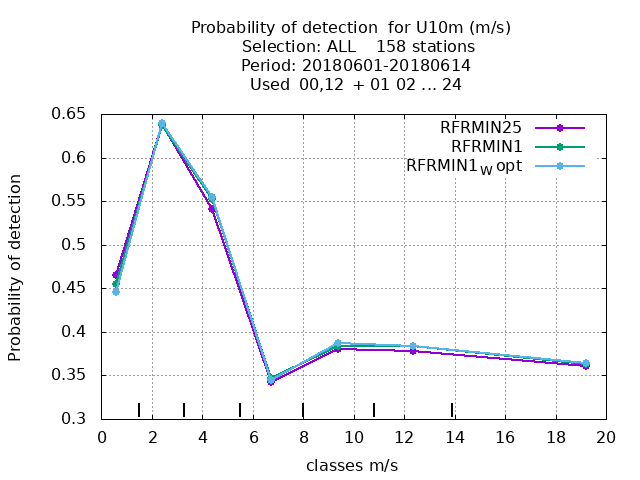 Probability of detection  for U10m (m/s)
Selection: ALL    158 stations
Period: 20180601-20180614
Used  00,12  + 01 02 ... 24
0.65
0.6
0.55
0.5
0.45
0.4
0.35
0.3
Probability of detection
RFRMIN25
RFRMIN1
RFRMIN1W opt
0 2 4 6 8 10 12 14 16 18 20
classes m/s